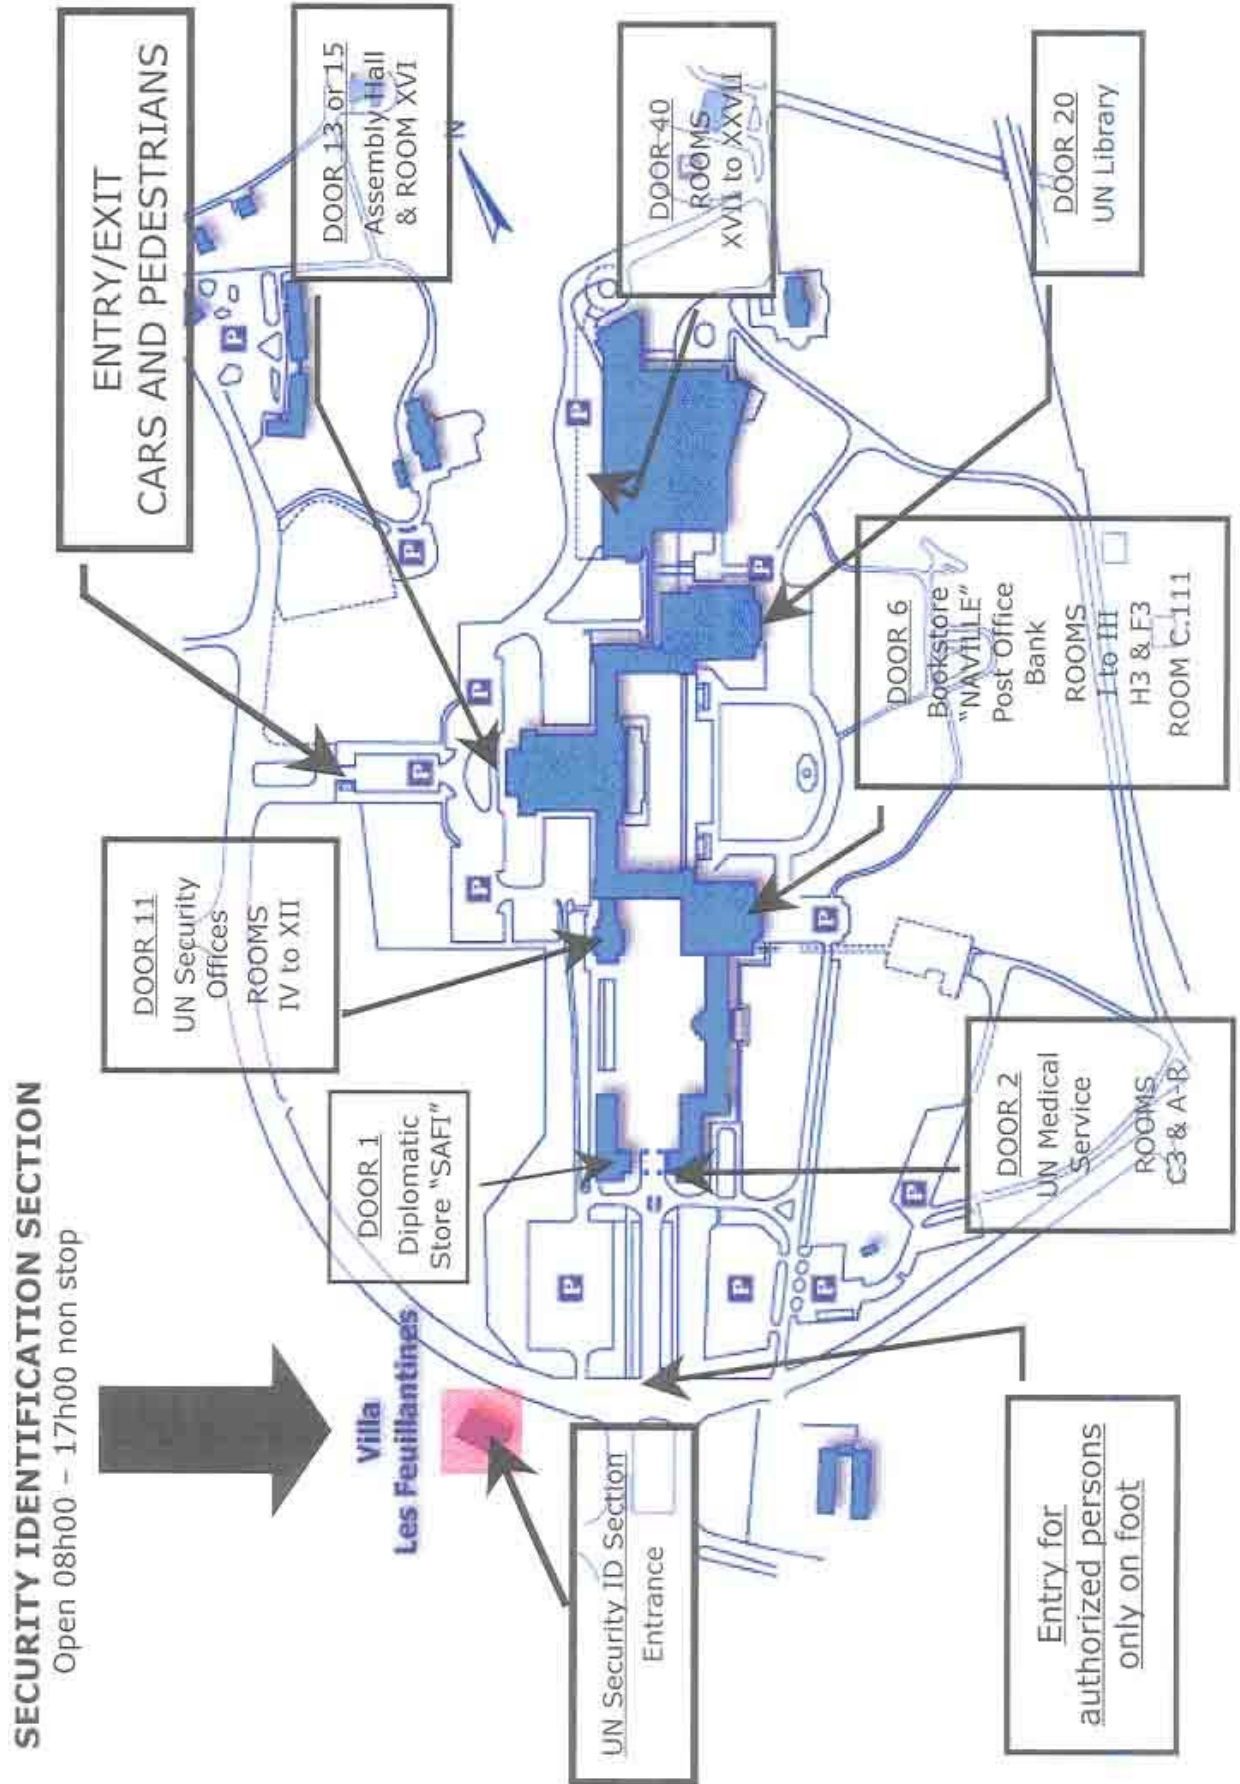 SECURITY IDENTIFICATION SECTION
Open 08h00 – 17h00 non stop
ENTRY/EXIT
CARS AND PEDESTRIANS
DOOR 11
UN Security
Offices
ROOMS
IV to XII
DOOR 13 or 15
Assembly Hall
& ROOM XVI
N
Villa
Les Feuillantines
DOOR 1
Diplomatic
Store "SAFI"
UN Security ID Section
Entrance
DOOR 40
ROOMS
XVII to XXVII
DOOR 6
Bookstore
"NAVILLE"
Post Office
Bank
ROOMS
I to III
H3 & F3
ROOM C.111
DOOR 20
UN Library
DOOR 2
UN Medical
Service
ROOMS
C3 & A-R
Entry for
authorized persons
only on foot
P
P
P
P
P
P
P
P
P
P
P
P
P